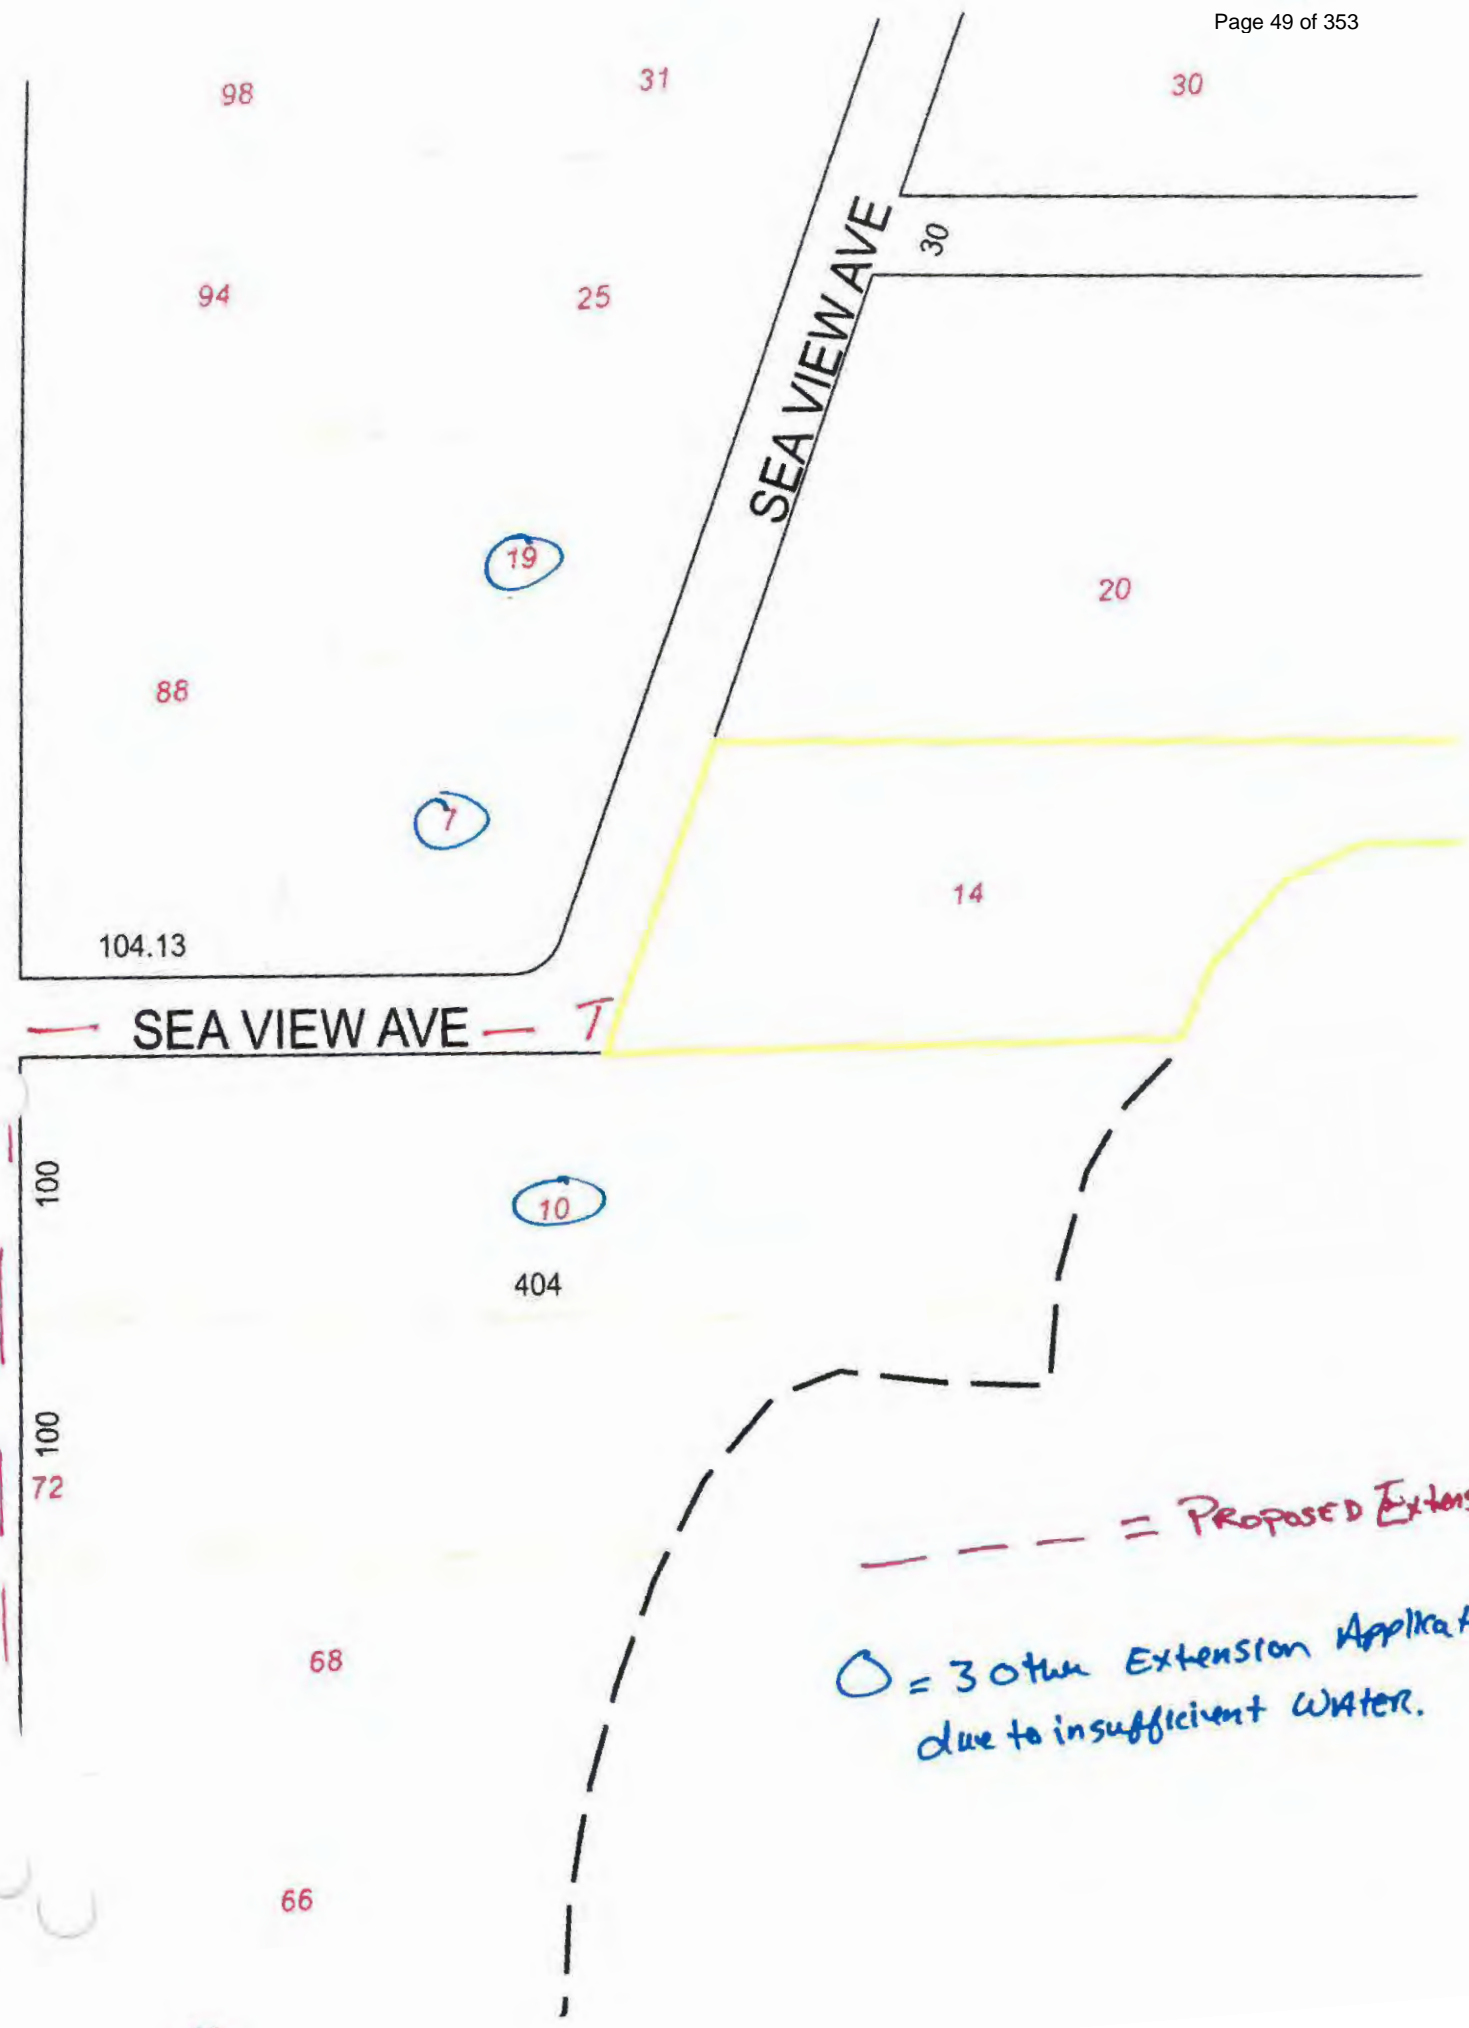 Page 49 of 353
98
31
30
30
94
25
SEA VIEW AVE
19
20
88
7
14
104.13
SEA VIEW AVE
T
100
10
404
100
72
= PROPOSED Extens
O = 3 other Extension Applicat
68
due to insufficient WATER.
66